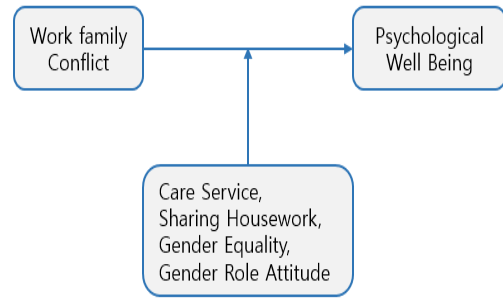 Work family
Conflict
Psychological
Well Being
Care Service,
Sharing Housework,
Gender Equality,
Gender Role Attitude